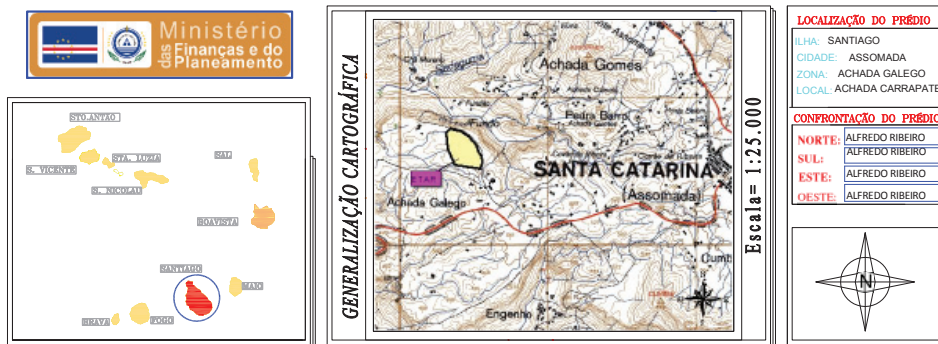 Ministério
das Finanças e do
Planeamento
STO.ANTÃO
S. VICENTE
STA. LUZIA
S. NICOLAU
SAL
BOAVISTA
SANTIAGO
MAIO
FOGO
BRAVA
GENERALIZAÇÃO CARTOGRÁFICA
Achada Gomes
Pedra Barro
Fundo
SANTA CATARINA
(Assomada)
ETAR
Achada Galego
Engenho
Escala= 1:25.000
LOCALIZAÇÃO DO PRÉDIO
ILHA: SANTIAGO
CIDADE: ASSOMADA
ZONA: ACHADA GALEGO
LOCAL: ACHADA CARRAPATE
CONFRONTAÇÃO DO PRÉDIO
NORTE: ALFREDO RIBEIRO
SUL: ALFREDO RIBEIRO
ESTE: ALFREDO RIBEIRO
OESTE: ALFREDO RIBEIRO
N